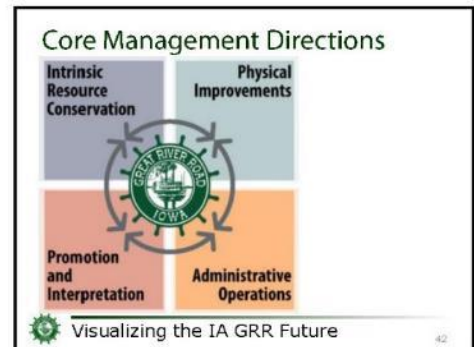 Core Management Directions
Intrinsic
Resource
Conservation
Physical
Improvements
GREAT RIVER ROAD
IOWA
Promotion
and
Interpretation
Administrative
Operations
Visualizing the IA GRR Future
42